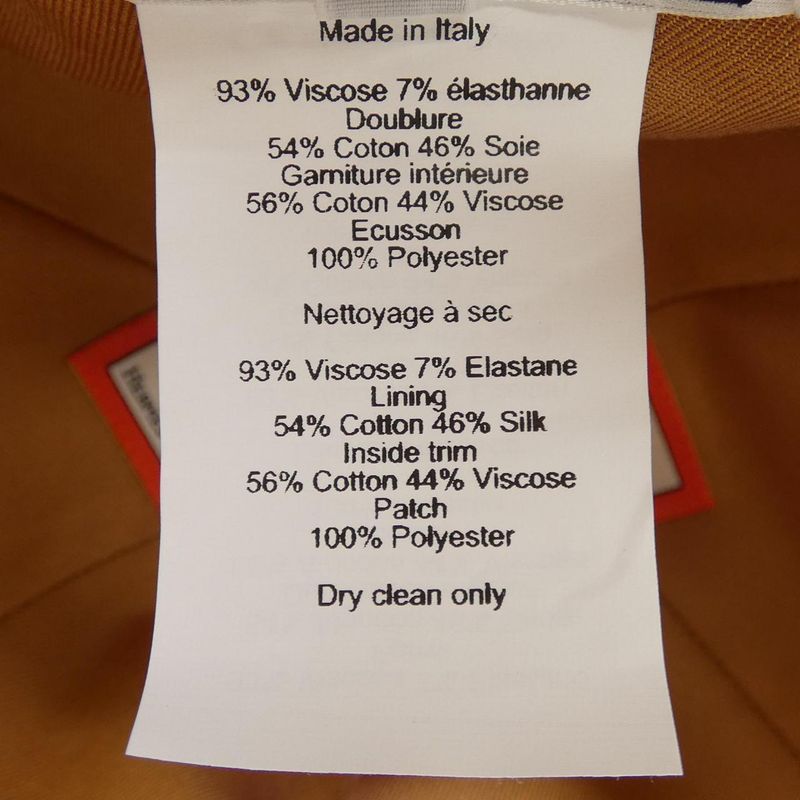 Made in Italy
93% Viscose 7% élasthanne
Doublure
54% Coton 46% Soie
Garniture intérieure
56% Coton 44% Viscose
Ecusson
100% Polyester
Nettoyage à sec
93% Viscose 7% Elastane
Lining
54% Cotton 46% Silk
Inside trim
56% Cotton 44% Viscose
Patch
100% Polyester
Dry clean only